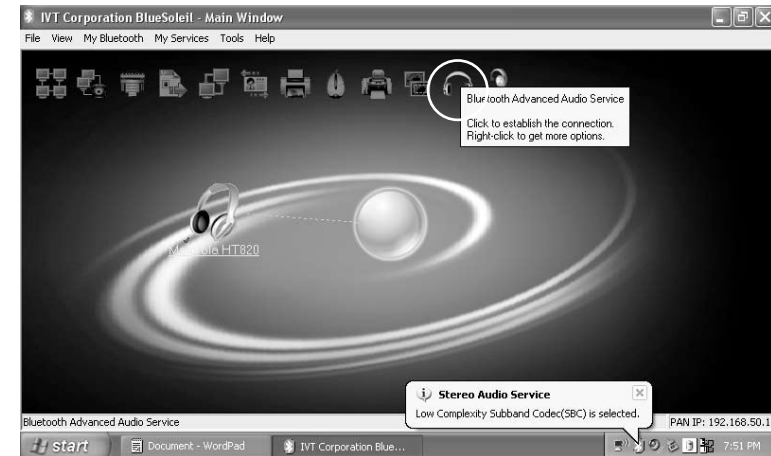 IVT Corporation BlueSoleil - Main Window
File View My Bluetooth My Services Tools Help
Bluetooth Advanced Audio Service
Click to establish the connection.
Right-click to get more options.
HT820
Stereo Audio Service
Low Complexity Subband Codec(SBC) is selected.
Bluetooth Advanced Audio Service
PAN IP: 192.168.50.1
start
Document - WordPad
IVT Corporation Blue...
7:51 PM